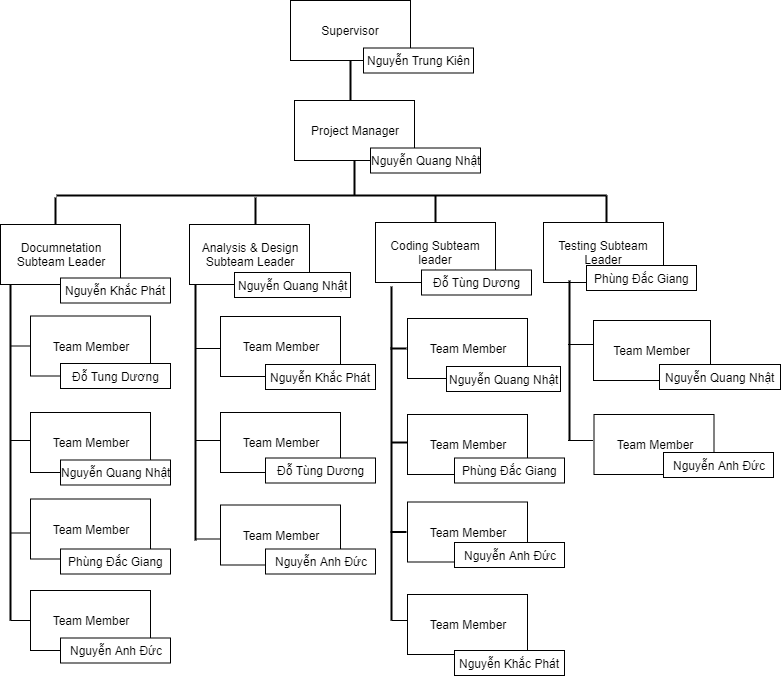 Supervisor
Nguyễn Trung Kiên
Project Manager
Nguyễn Quang Nhật
Documnetation
Subteam Leader
Nguyễn Khắc Phát
Team Member
Đỗ Tung Dương
Team Member
Nguyễn Quang Nhật
Team Member
Phùng Đắc Giang
Team Member
Nguyễn Anh Đức
Analysis & Design
Subteam Leader
Nguyễn Quang Nhật
Team Member
Nguyễn Khắc Phát
Team Member
Đỗ Tùng Dương
Team Member
Nguyễn Anh Đức
Coding Subteam
leader
Đỗ Tùng Dương
Team Member
Nguyễn Quang Nhật
Team Member
Phùng Đắc Giang
Team Member
Nguyễn Anh Đức
Team Member
Nguyễn Khắc Phát
Testing Subteam
Leader
Phùng Đắc Giang
Team Member
Nguyễn Quang Nhật
Team Member
Nguyễn Anh Đức